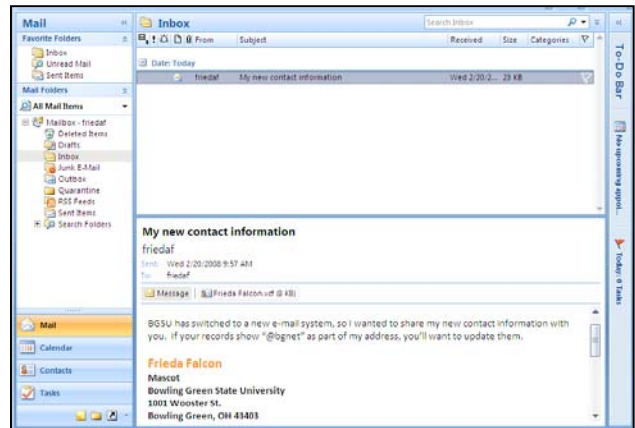 Mail
Favorite Folders
Inbox
Unread Mail
Sent Items
Mail Folders
All Mail Items
Mailbox - friedaf
Deleted Items
Drafts
Inbox
Junk E-Mail
Outbox
Quarantine
RSS Feeds
Sent Items
Search Folders
Mail
Calendar
Contacts
Tasks
Inbox
Search Inbox
From Subject Received Size Categories
Date: Today
friedaf My new contact information Wed 2/20/2... 23 KB
My new contact information
friedaf
Sent: Wed 2/20/2008 9:57 AM
To: friedaf
Message Frieda Falcon.vcf (8 KB)
BGSU has switched to a new e-mail system, so I wanted to share my new contact information with
you. If your records show "@bgnet" as part of my address, you'll want to update them.
Frieda Falcon
Mascot
Bowling Green State University
1001 Wooster St.
Bowling Green, OH 43403
To-Do Bar
No upcoming appoi...
Today: 0 Tasks